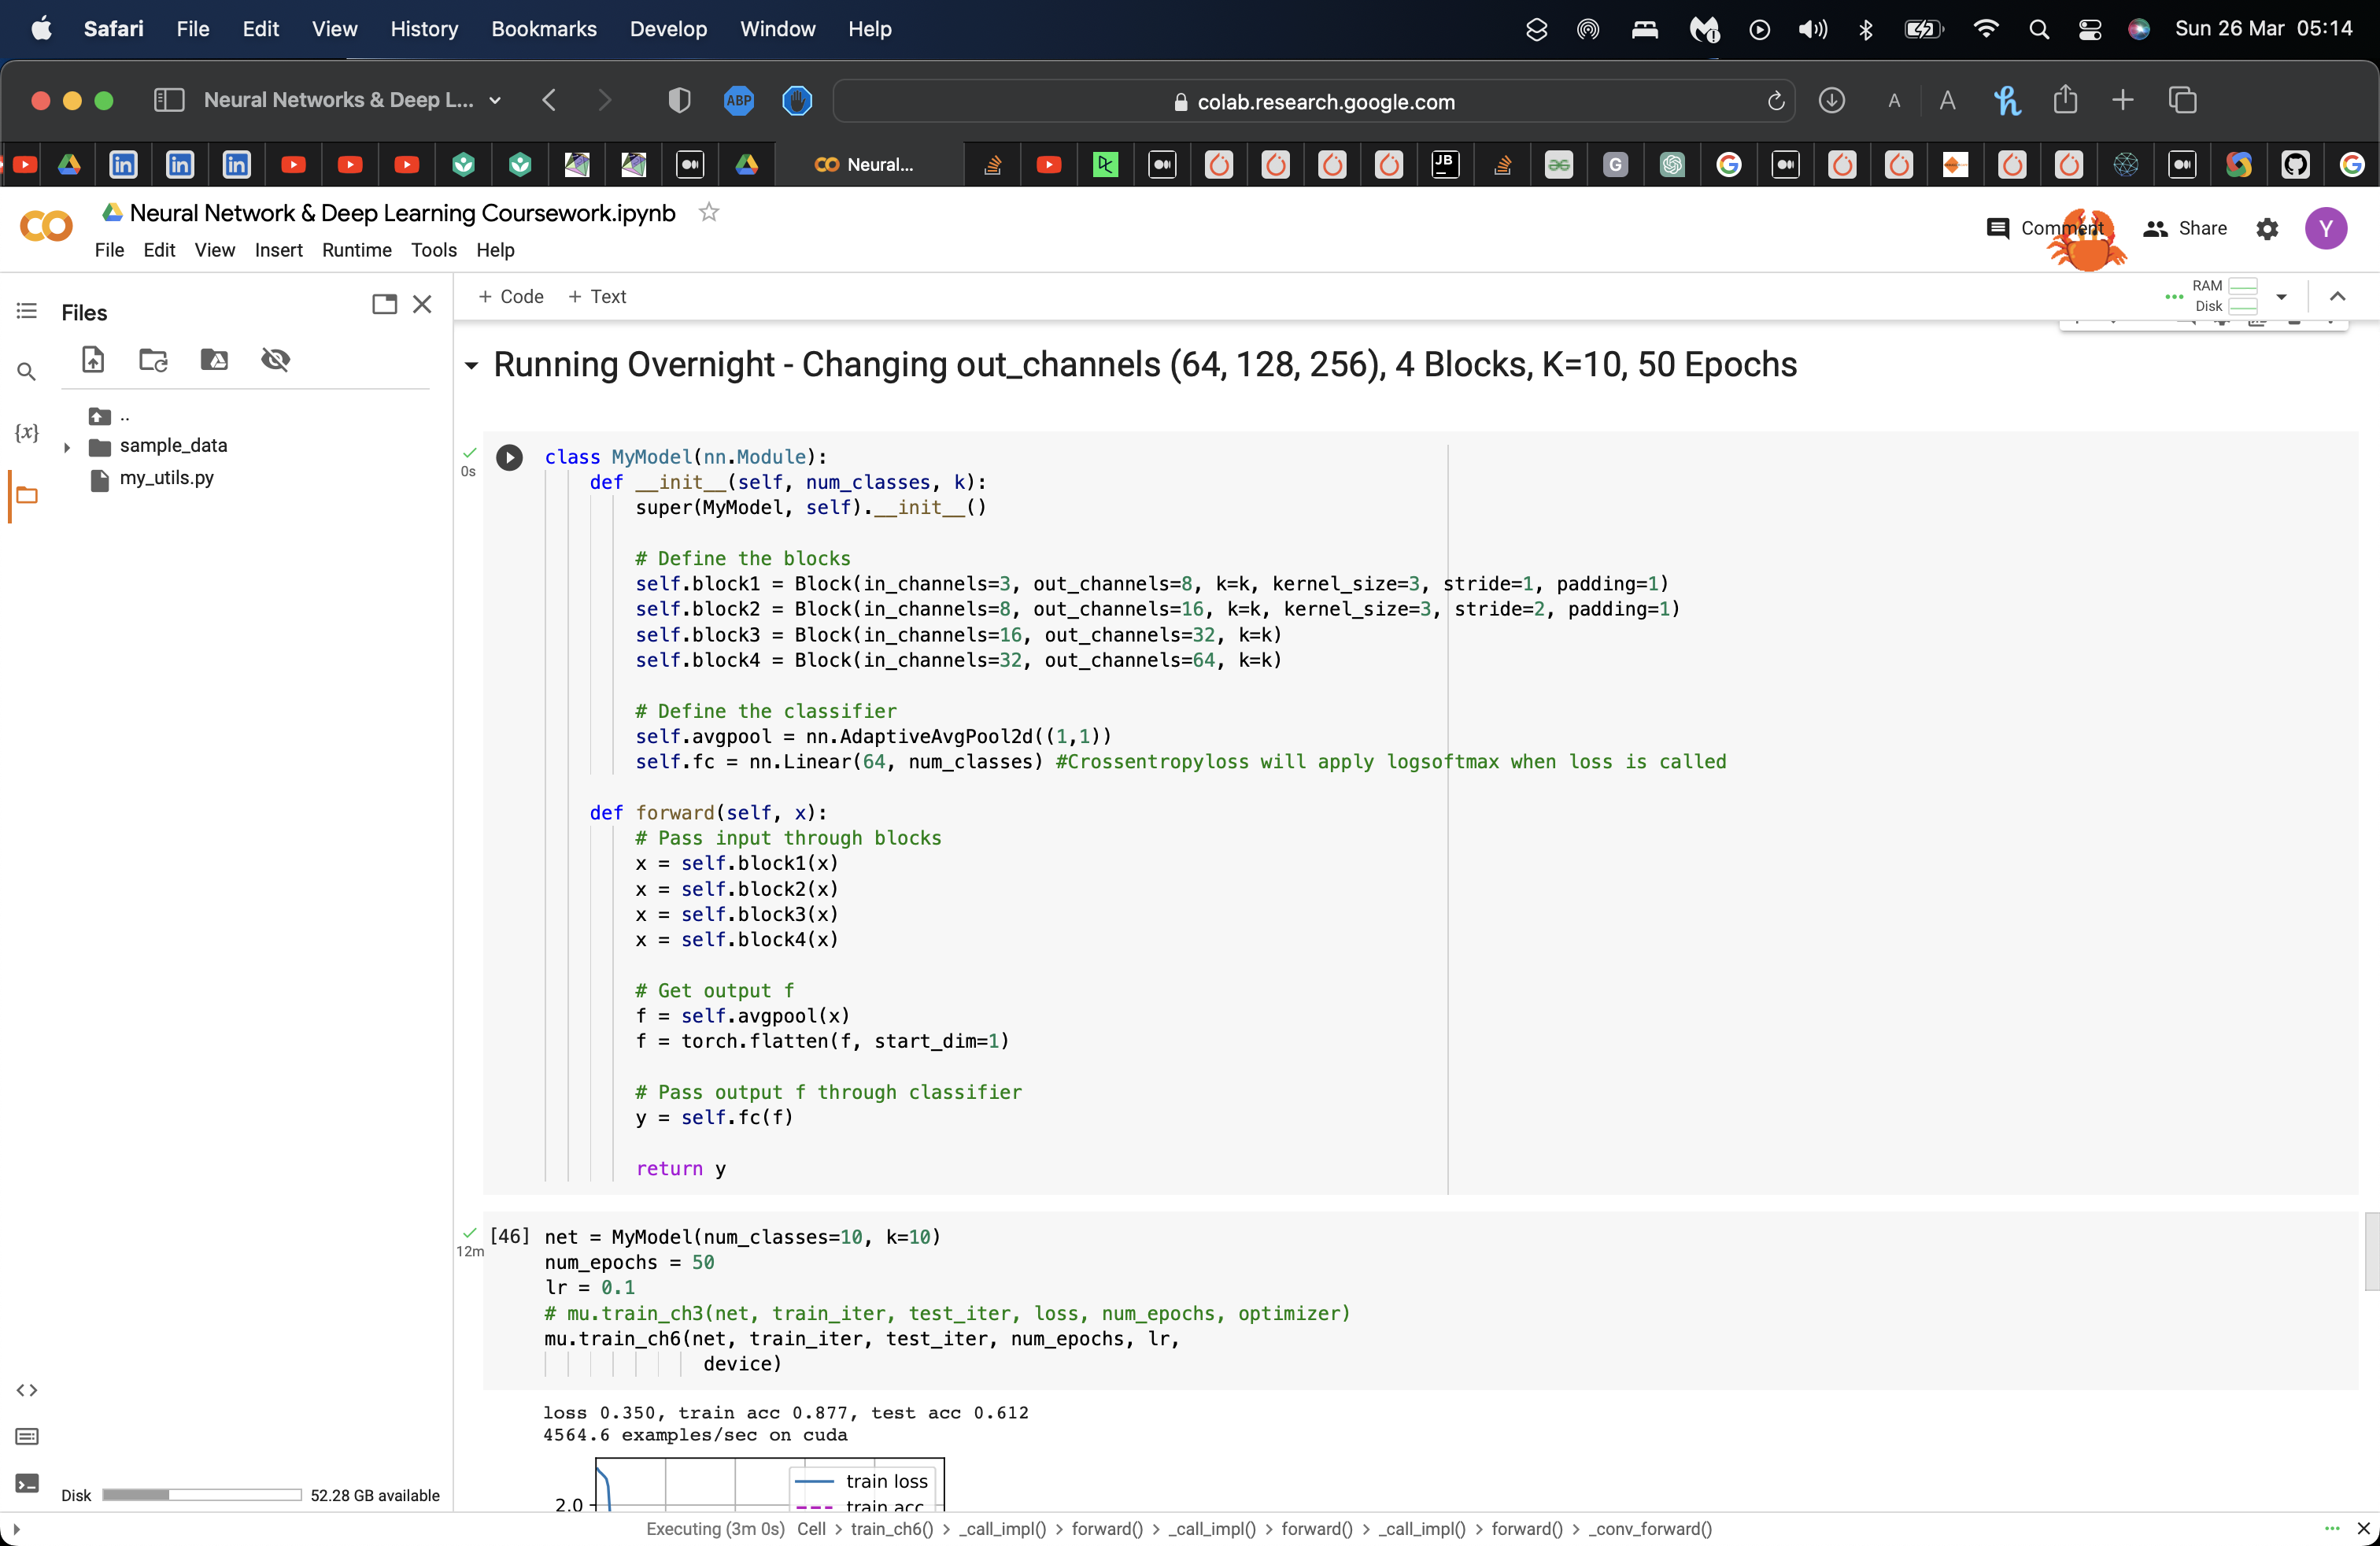 Safari File Edit View History Bookmarks Develop Window Help Sun 26 Mar 05:14
Neural Networks & Deep L... ABP colab.research.google.com A A
Neural... JB G
Neural Network & Deep Learning Coursework.ipynb
File Edit View Insert Runtime Tools Help
Comment Share Y
Files
+ Code + Text
RAM
Disk
..
sample_data
my_utils.py
{x}
Running Overnight - Changing out_channels (64, 128, 256), 4 Blocks, K=10, 50 Epochs
0s
class MyModel(nn.Module):
def __init__(self, num_classes, k):
super(MyModel, self).__init__()
# Define the blocks
self.block1 = Block(in_channels=3, out_channels=8, k=k, kernel_size=3, stride=1, padding=1)
self.block2 = Block(in_channels=8, out_channels=16, k=k, kernel_size=3, stride=2, padding=1)
self.block3 = Block(in_channels=16, out_channels=32, k=k)
self.block4 = Block(in_channels=32, out_channels=64, k=k)
# Define the classifier
self.avgpool = nn.AdaptiveAvgPool2d((1,1))
self.fc = nn.Linear(64, num_classes) #Crossentropyloss will apply logsoftmax when loss is called
def forward(self, x):
# Pass input through blocks
x = self.block1(x)
x = self.block2(x)
x = self.block3(x)
x = self.block4(x)
# Get output f
f = self.avgpool(x)
f = torch.flatten(f, start_dim=1)
# Pass output f through classifier
y = self.fc(f)
return y
12m
[46] net = MyModel(num_classes=10, k=10)
num_epochs = 50
lr = 0.1
# mu.train_ch3(net, train_iter, test_iter, loss, num_epochs, optimizer)
mu.train_ch6(net, train_iter, test_iter, num_epochs, lr,
device)
loss 0.350, train acc 0.877, test acc 0.612
4564.6 examples/sec on cuda
train loss
train acc
2.0
Disk 52.28 GB available
Executing (3m 0s) Cell > train_ch6() > _call_impl() > forward() > _call_impl() > forward() > _call_impl() > forward() > _conv_forward()